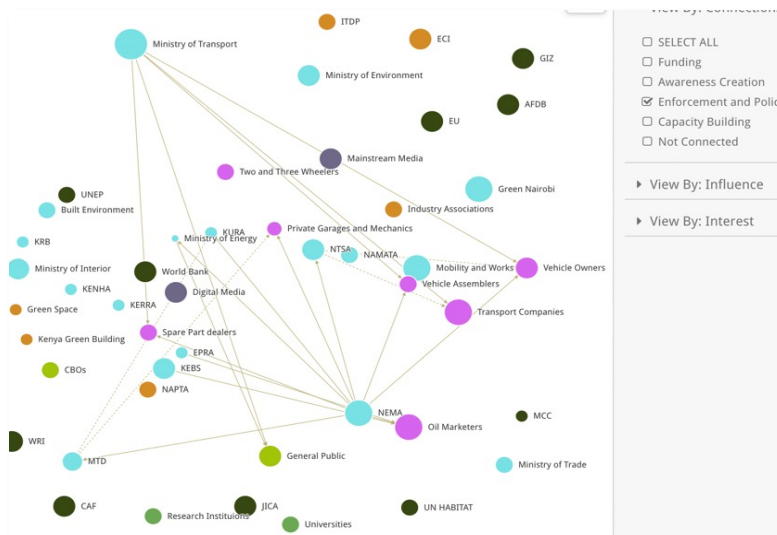 View By: Connections
ITDP
ECI
Ministry of Transport
SELECT ALL
GIZ
Funding
Ministry of Environment
Awareness Creation
AFDB
Enforcement and Polic
EU
Capacity Building
Not Connected
Mainstream Media
Two and Three Wheelers
View By: Influence
Green Nairobi
UNEP
Built Environment
Industry Associations
View By: Interest
KURA
Private Garages and Mechanics
Ministry of Energy
KRB
NTSA
NAMATA
Ministry of Interior
World Bank
Mobility and Works
Vehicle Owners
Vehicle Assemblers
KENHA
Digital Media
KERRA
Green Space
Transport Companies
Spare Part dealers
Kenya Green Building
EPRA
KEBS
CBOs
NAPTA
NEMA
MCC
Oil Marketers
WRI
General Public
MTD
Ministry of Trade
CAF
JICA
UN HABITAT
Research Instituions
Universities